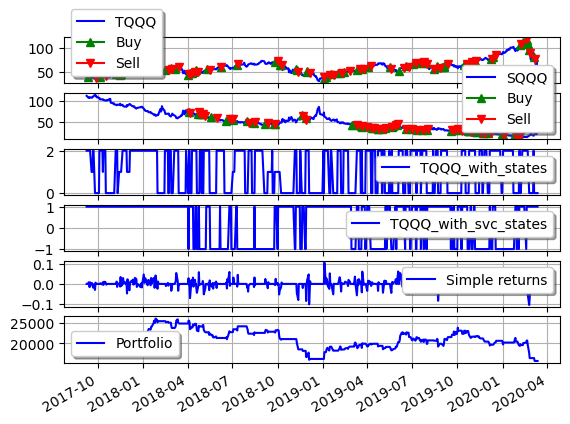 TQQQ
Buy
Sell
100
50
SQQQ
Buy
Sell
100
50
2
0
TQQQ_with_states
1
0
−1
TQQQ_with_svc_states
0.1
0.0
−0.1
Simple returns
25000
20000
Portfolio
2017-10
2018-01
2018-04
2018-07
2018-10
2019-01
2019-04
2019-07
2019-10
2020-01
2020-04